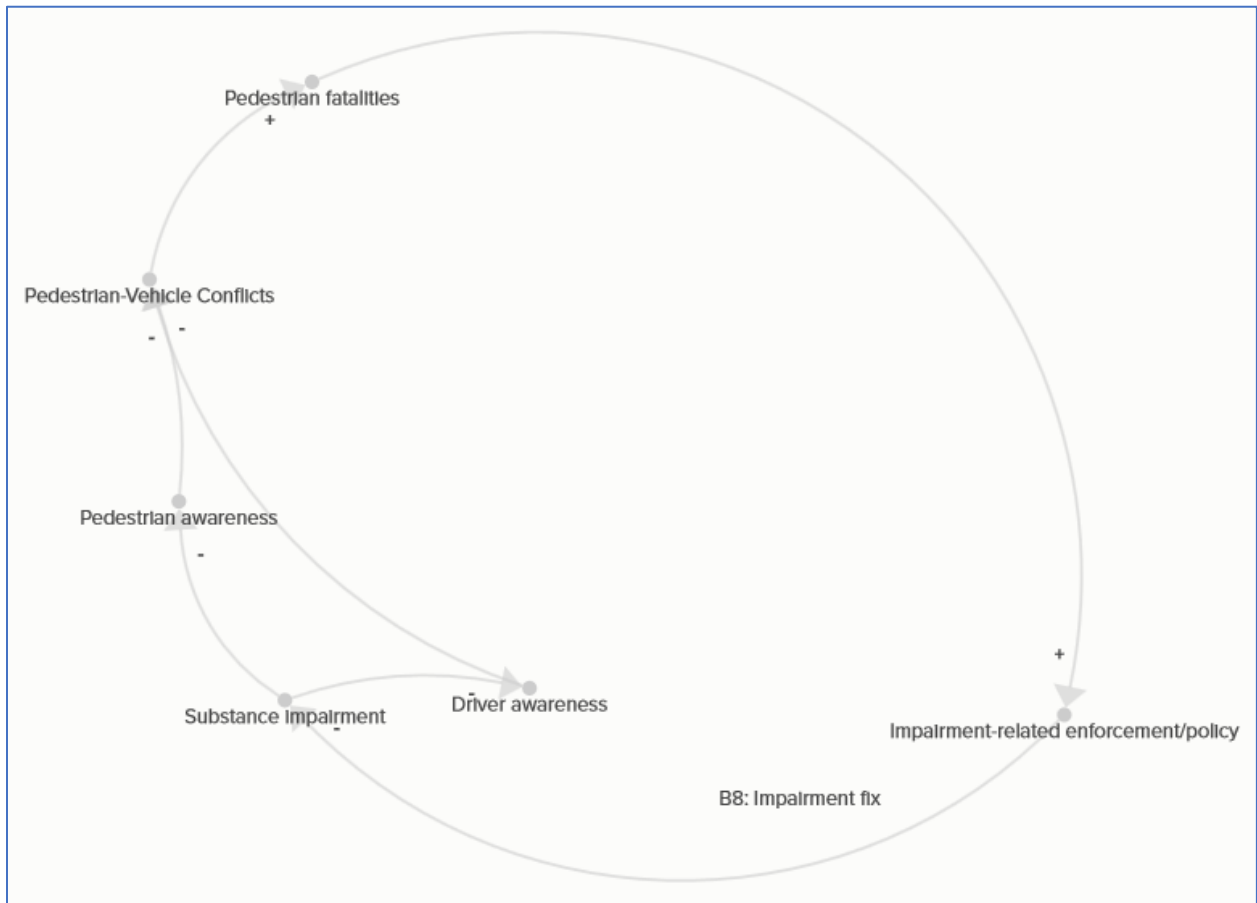 Pedestrian fatalities
+
Pedestrian-Vehicle Conflicts
-
-
Pedestrian awareness
-
+
-
Driver awareness
Substance impairment
-
Impairment-related enforcement/policy
B8: Impairment fix